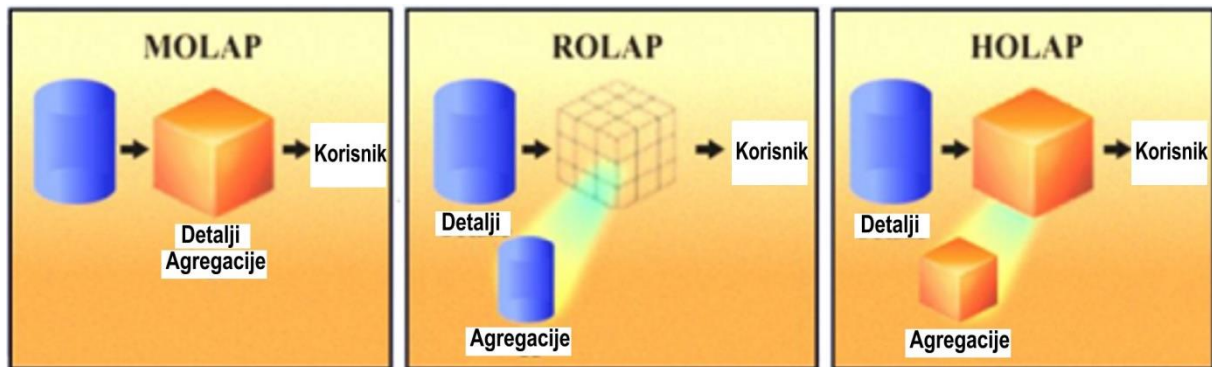 MOLAP
Korisnik
Detalji
Agregacije
ROLAP
Korisnik
Detalji
Agregacije
HOLAP
Korisnik
Detalji
Agregacije